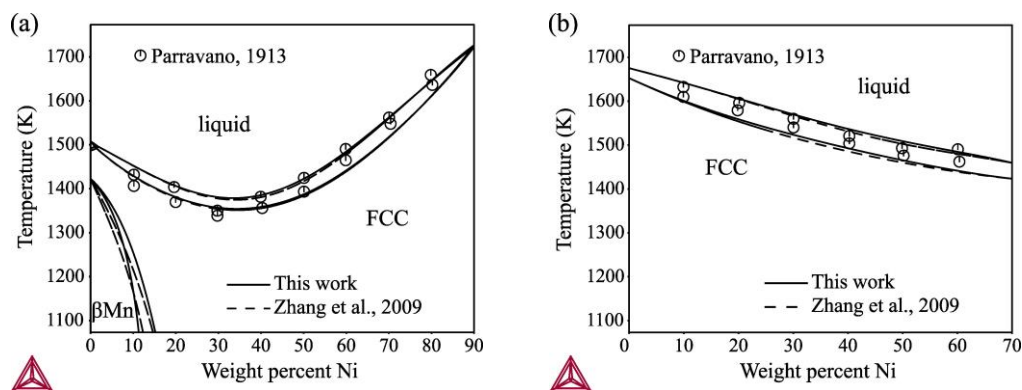 (a)
1700
1600
1500
1400
1300
1200
1100
Temperature (K)
Parravano, 1913
liquid
FCC
βMn
This work
Zhang et al., 2009
0 10 20 30 40 50 60 70 80 90
Weight percent Ni
(b)
1700
1600
1500
1400
1300
1200
1100
Temperature (K)
Parravano, 1913
liquid
FCC
This work
Zhang et al., 2009
0 10 20 30 40 50 60 70
Weight percent Ni